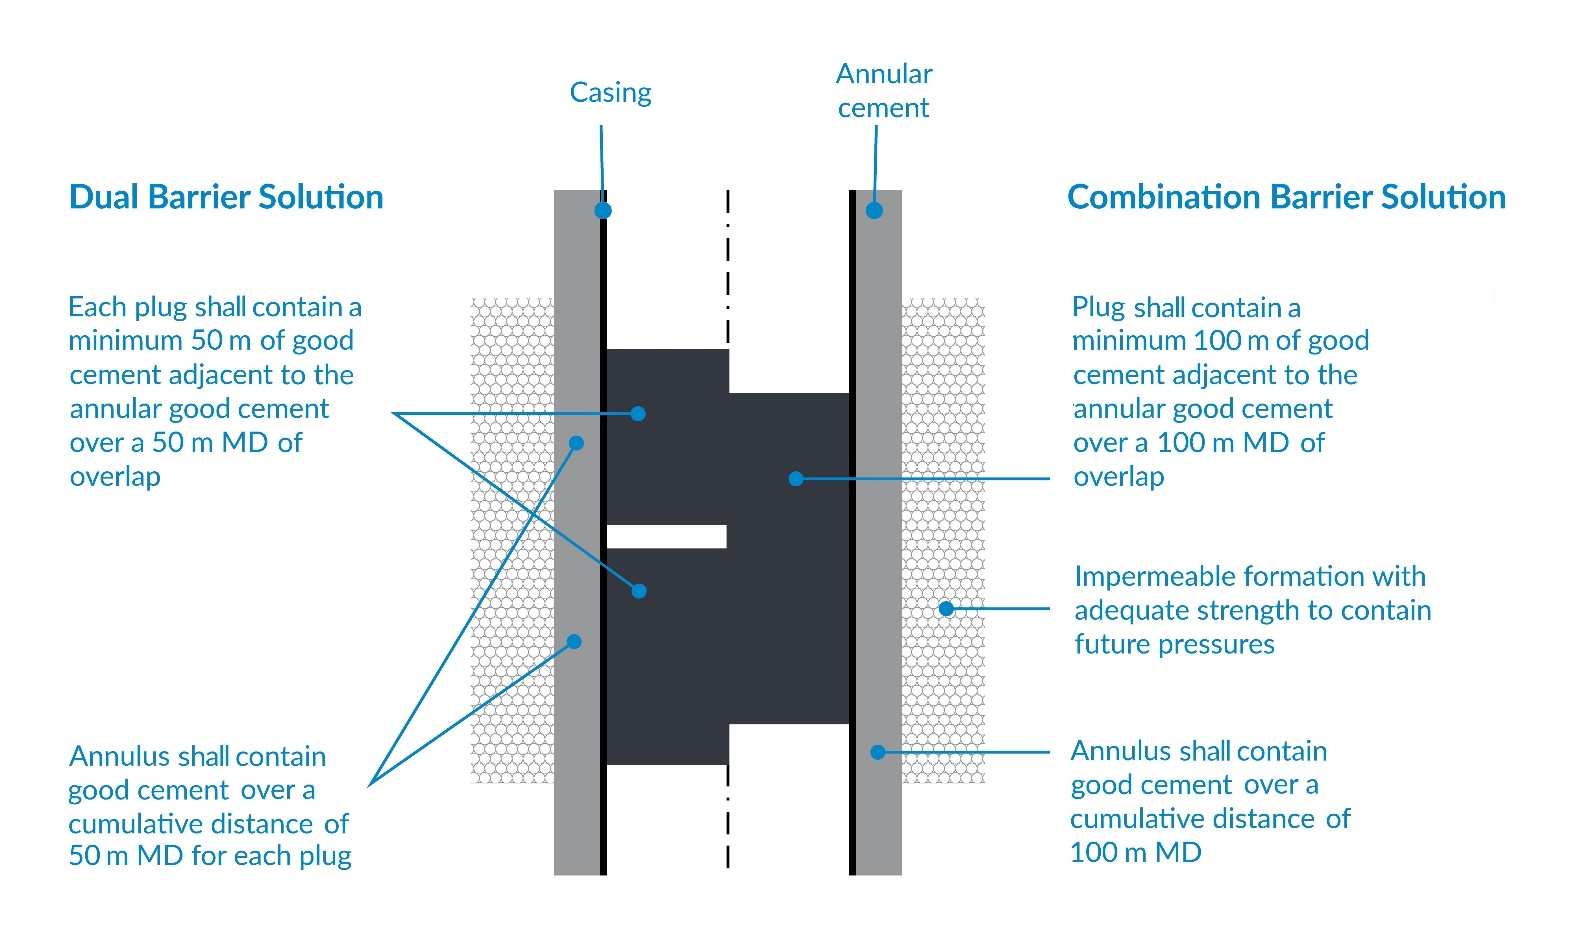 Casing
Annular
cement
Dual Barrier Solution
Each plug shall contain a
minimum 50 m of good
cement adjacent to the
annular good cement
over a 50 m MD of
overlap
Annulus shall contain
good cement over a
cumulative distance of
50 m MD for each plug
Combination Barrier Solution
Plug shall contain a
minimum 100 m of good
cement adjacent to the
annular good cement
over a 100 m MD of
overlap
Impermeable formation with
adequate strength to contain
future pressures
Annulus shall contain
good cement over a
cumulative distance of
100 m MD